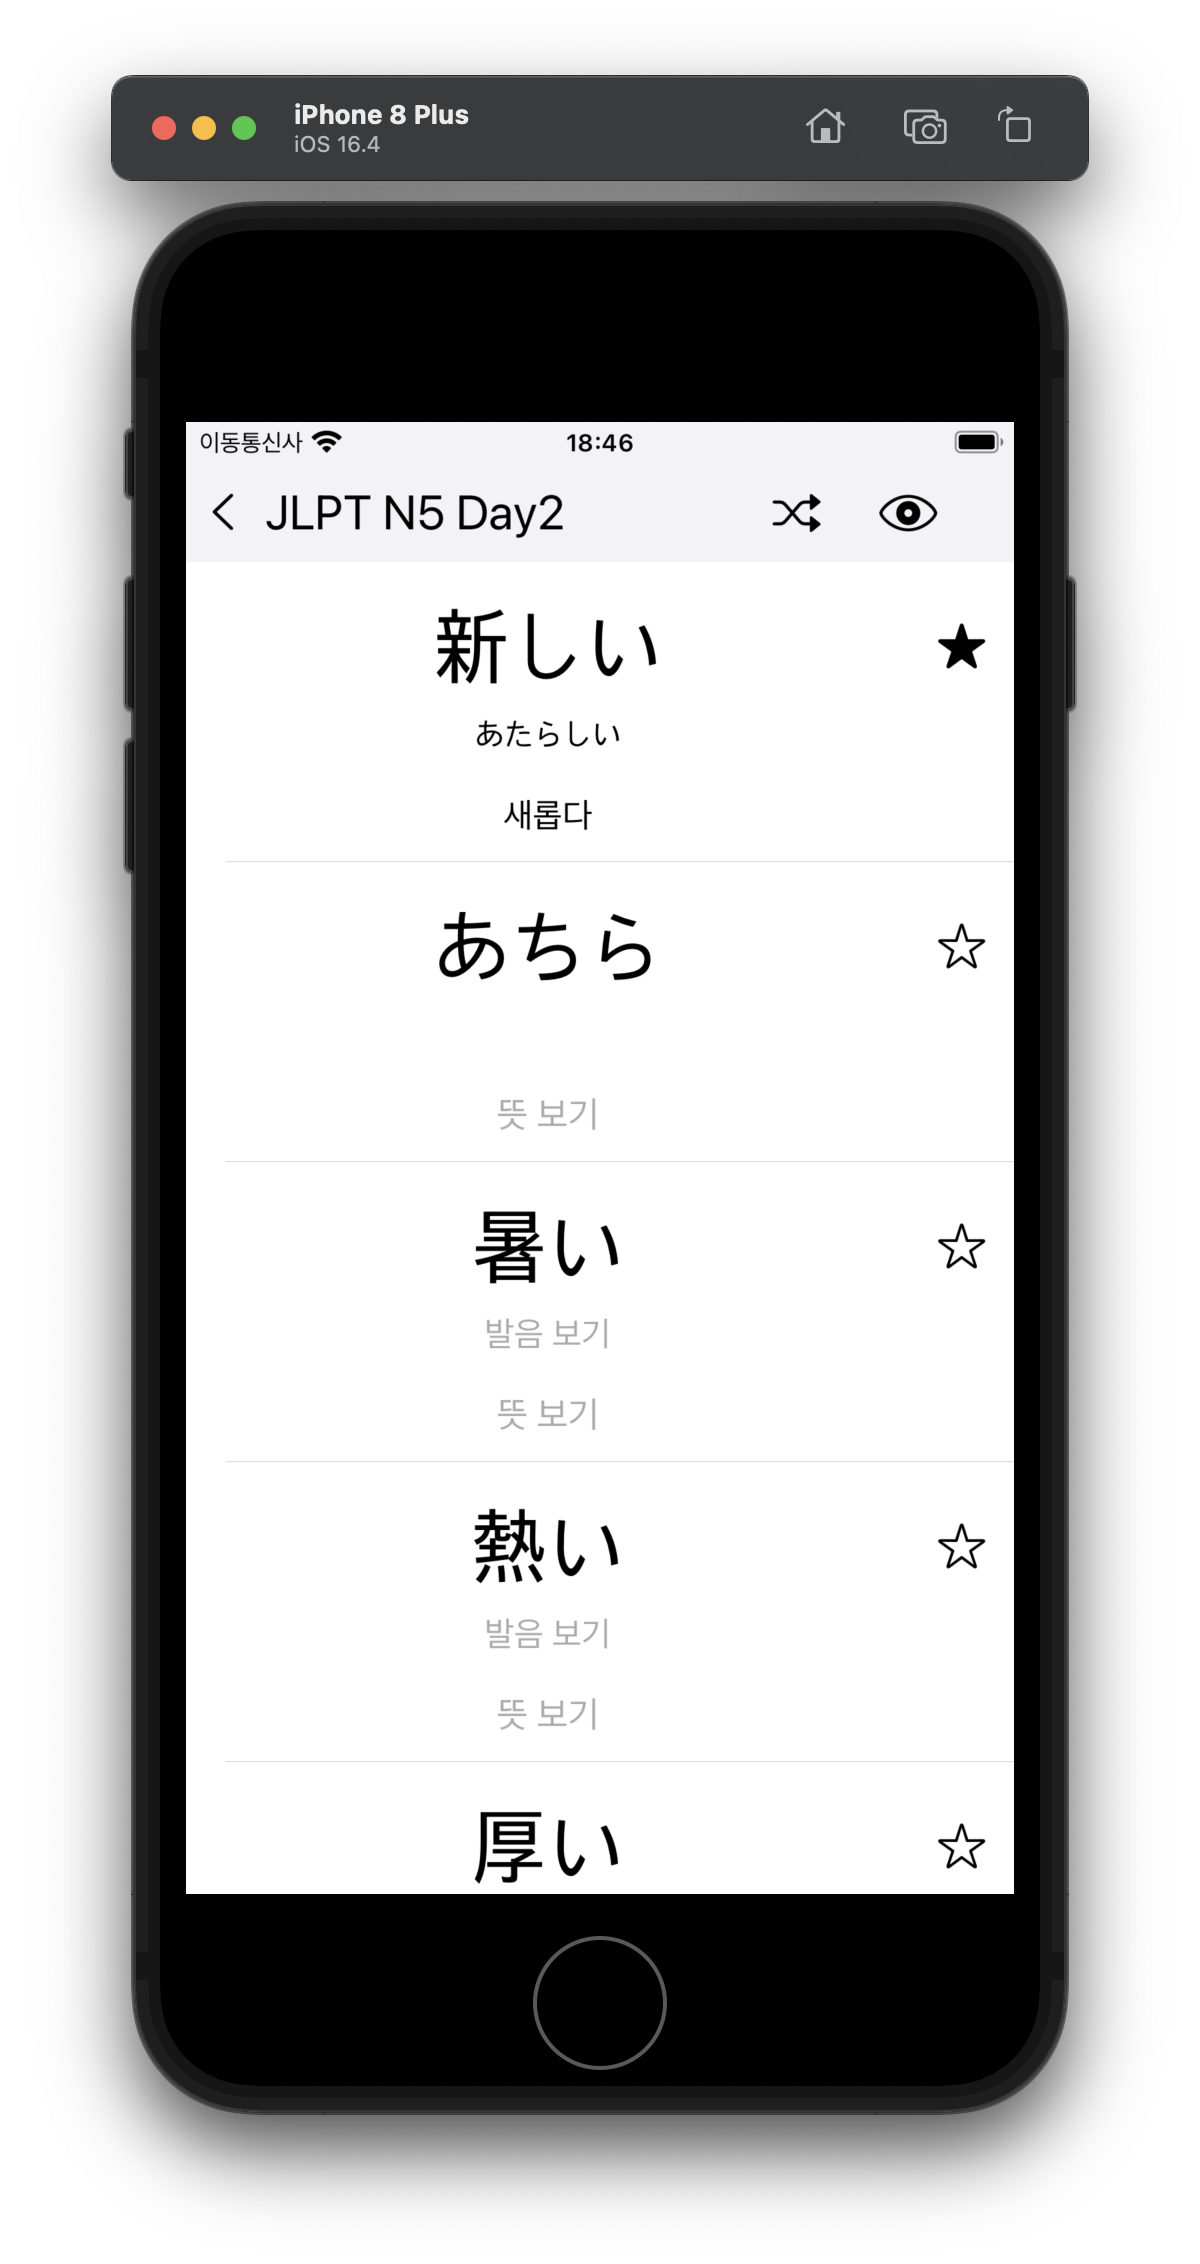 iPhone 8 Plus
iOS 16.4
이동통신사 18:46
JLPT N5 Day2
新しい
あたらしい
새롭다
あちら
뜻 보기
暑い
발음 보기
뜻 보기
熱い
발음 보기
뜻 보기
厚い